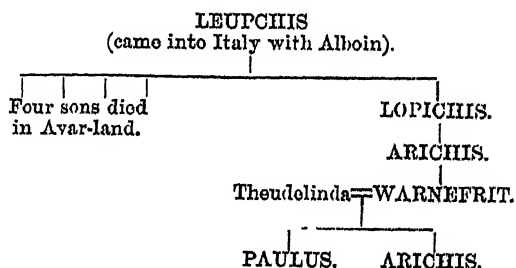 LEUPCHIS
(came into Italy with Alboin).
Four sons died
in Avar-land.
LOPICHIS.
ARICHIS.
Theudelinda=WARNEFRIT.
PAULUS. ARICHIS.